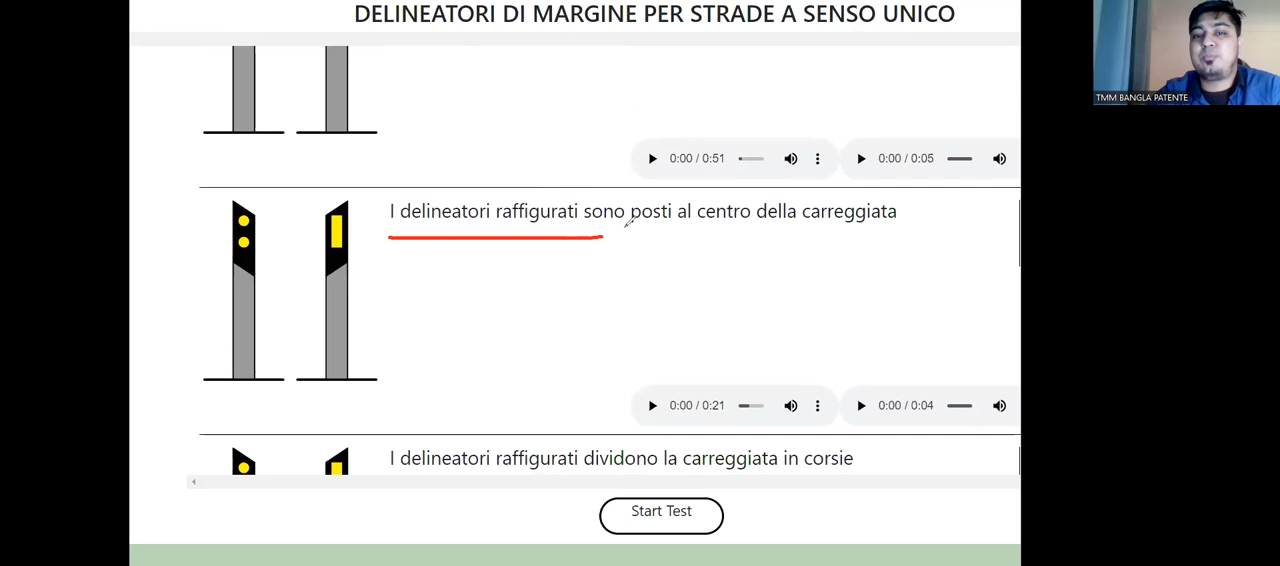 DELINEATORI DI MARGINE PER STRADE A SENSO UNICO
TMM BANGLA PATENTE
0:00 / 0:51
0:00 / 0:05
I delineatori raffigurati sono posti al centro della carreggiata
0:00 / 0:21
0:00 / 0:04
I delineatori raffigurati dividono la carreggiata in corsie
Start Test